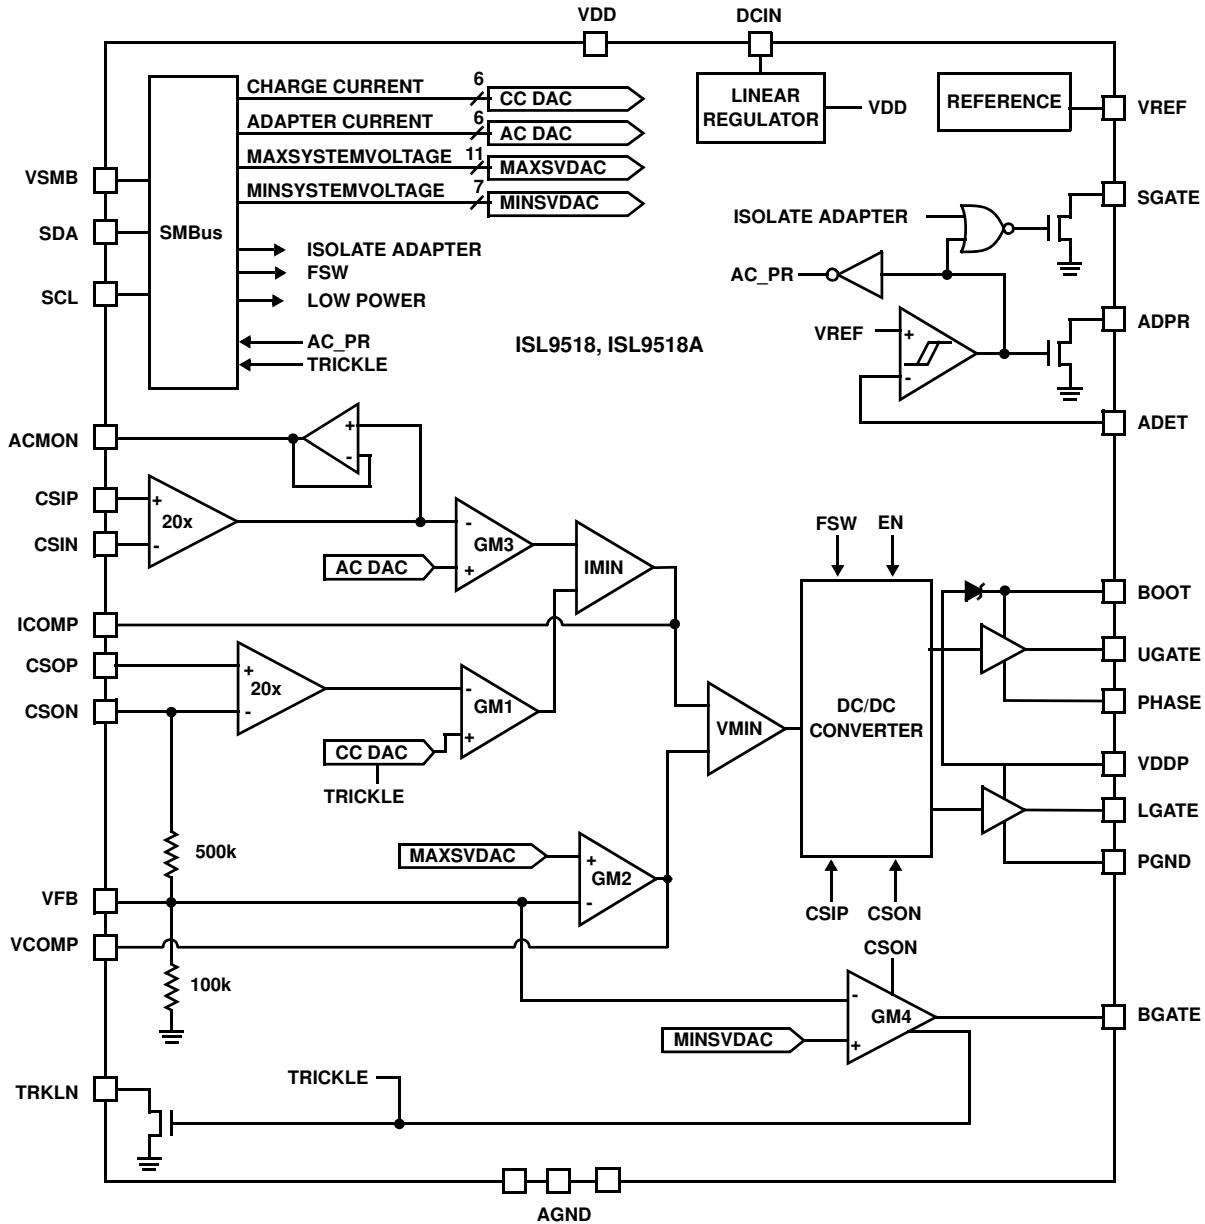 VDD
DCIN
CHARGE CURRENT
6
CC DAC
ADAPTER CURRENT
6
AC DAC
MAXSYSTEMVOLTAGE
11
MAXSVDAC
MINSYSTEMVOLTAGE
7
MINSVDAC
LINEAR
REGULATOR
VDD
REFERENCE
VREF
VSMB
SDA
SCL
SMBus
ISOLATE ADAPTER
FSW
LOW POWER
AC_PR
TRICKLE
ISL9518, ISL9518A
ISOLATE ADAPTER
SGATE
AC_PR
VREF
+
-
ADPR
ADET
ACMON
+
-
CSIP
+
20x
CSIN
-
-
GM3
+
AC DAC
IMIN
FSW
EN
ICOMP
CSOP
+
20x
CSON
-
-
GM1
+
CC DAC
TRICKLE
VMIN
DC/DC
CONVERTER
BOOT
UGATE
PHASE
VDDP
LGATE
PGND
CSIP
CSON
500k
MAXSVDAC
+
GM2
-
VFB
VCOMP
100k
CSON
-
GM4
+
MINSVDAC
BGATE
TRKLN
TRICKLE
AGND